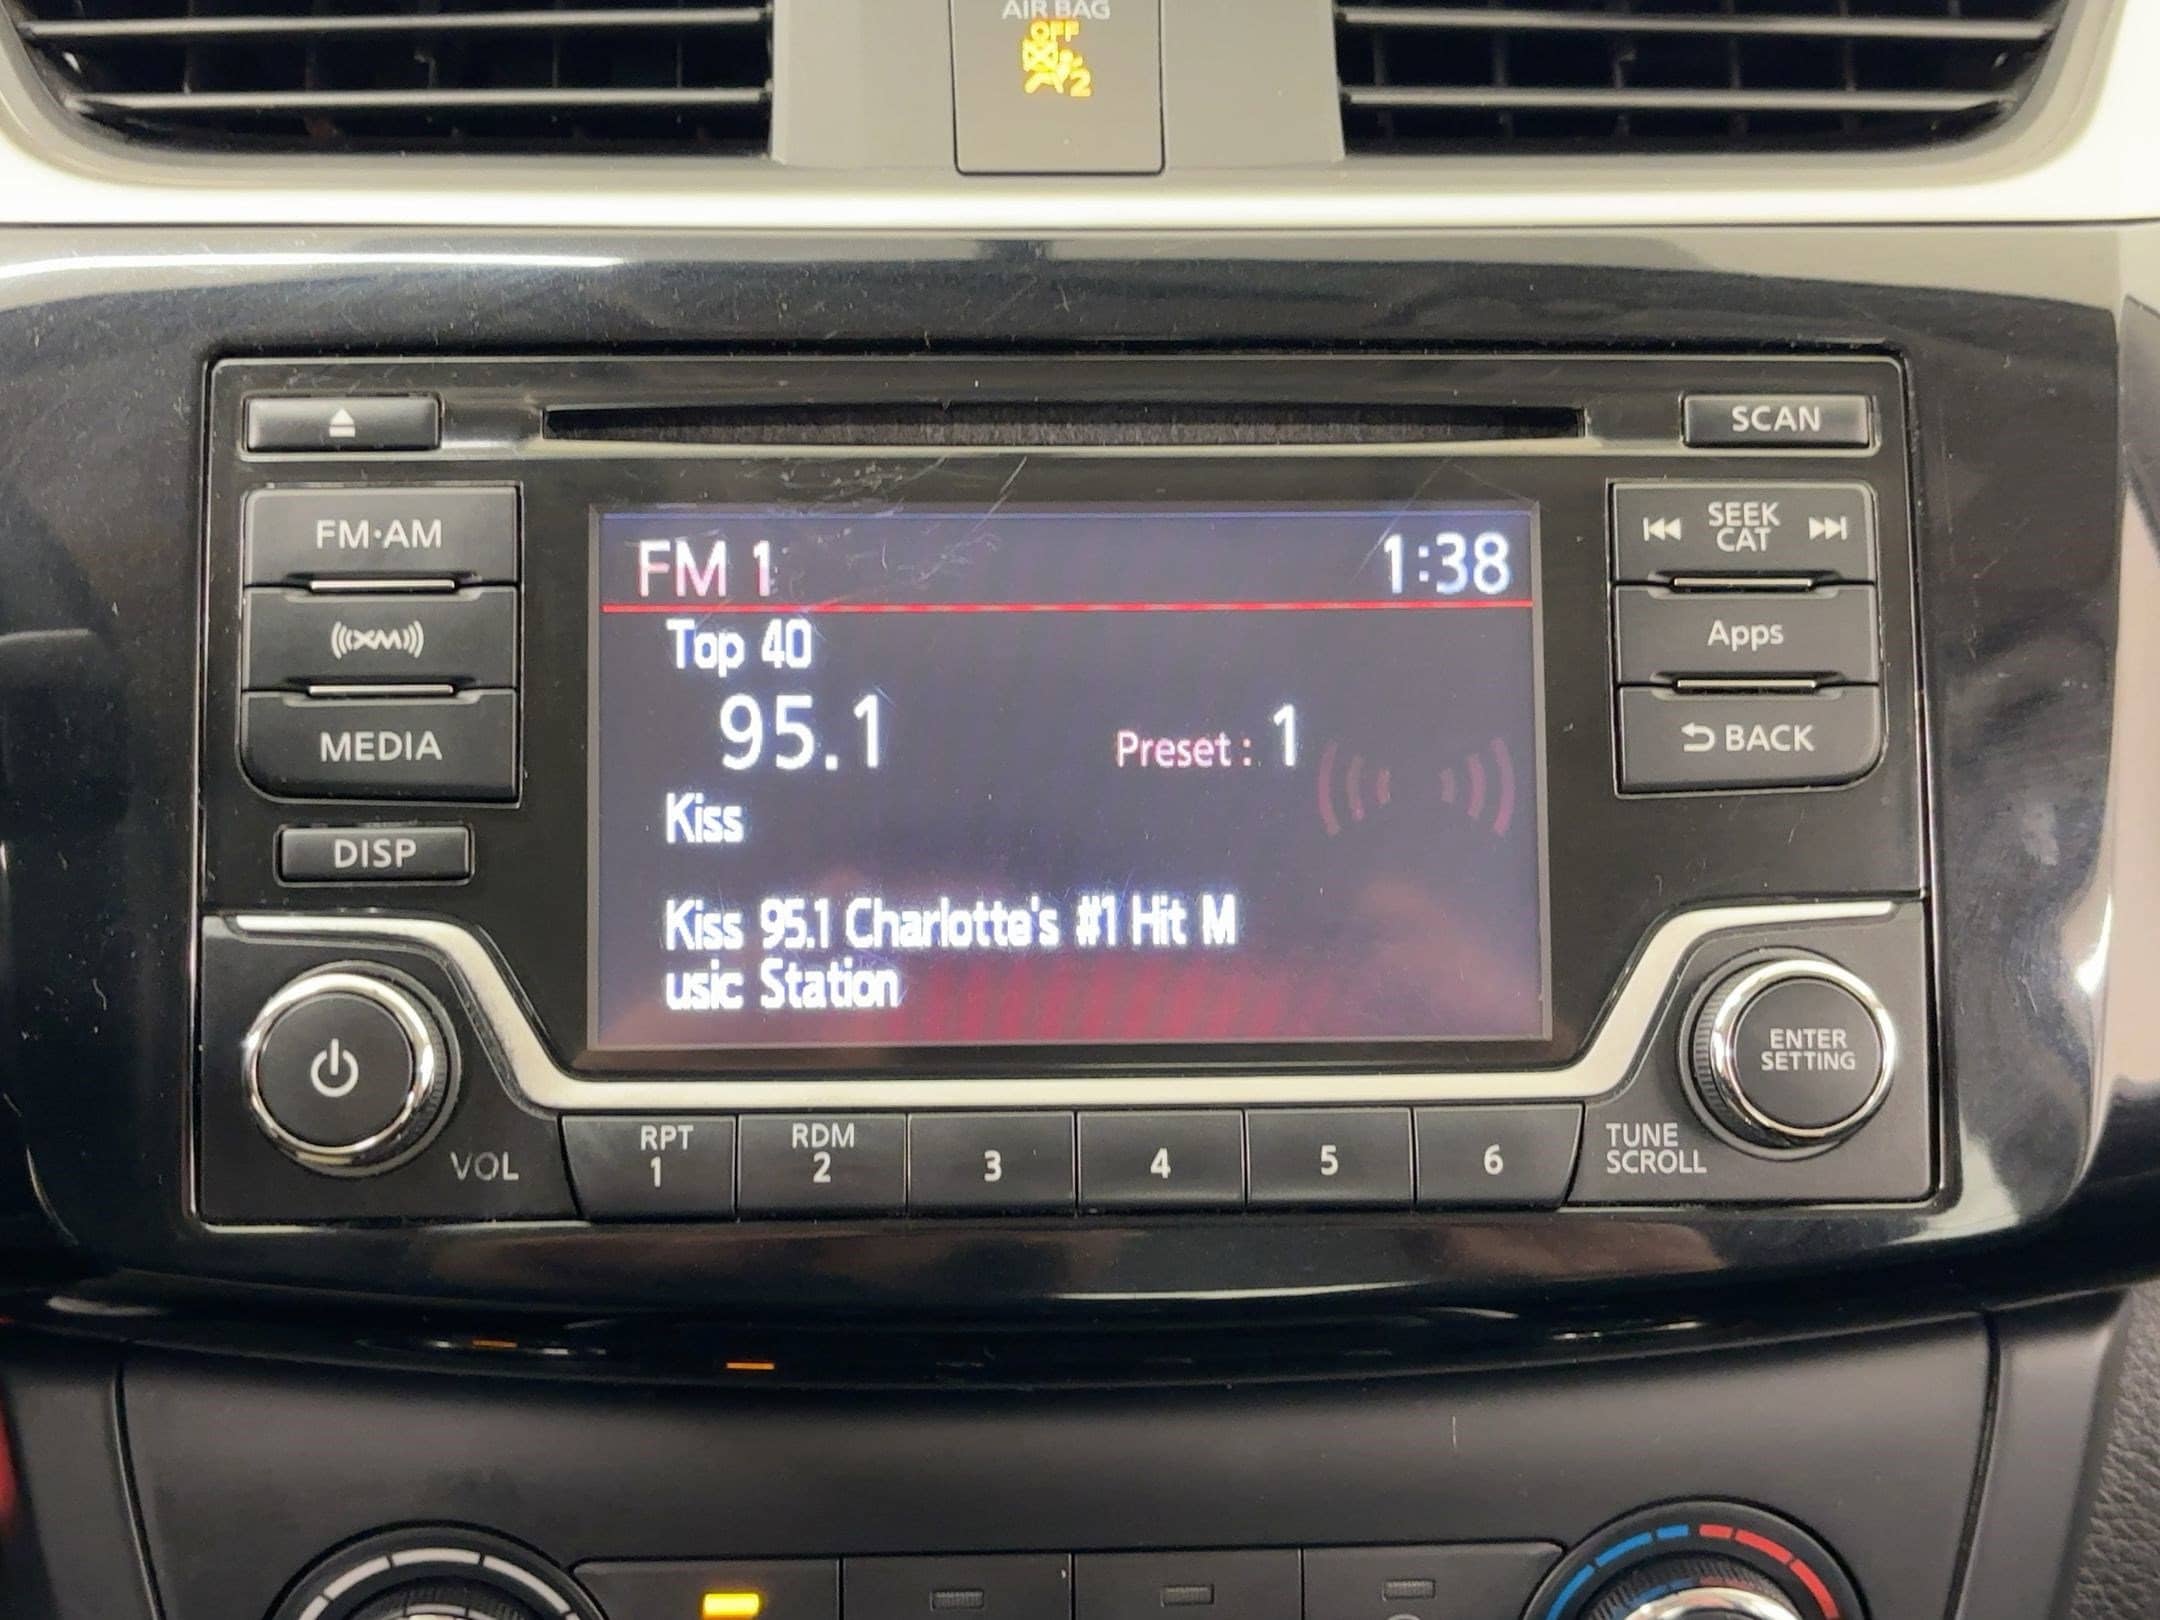 AIR BAG
OFF
2
SCAN
FM·AM
SEEK
CAT
XM
Apps
MEDIA
BACK
DISP
FM 1 1:38
Top 40
95.1 Preset : 1
Kiss
Kiss 95.1 Charlotte's #1 Hit M
usic Station
VOL
RPT
1
RDM
2
3
4
5
6
TUNE
SCROLL
ENTER
SETTING